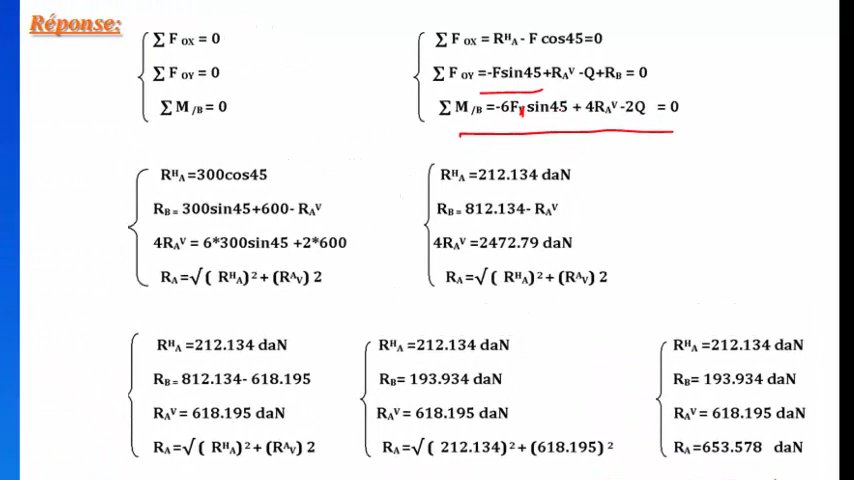 Réponse:
∑ F OX = 0
∑ F OY = 0
∑ M /B = 0
∑ F OX = RᴴA - F cos45=0
∑ F OY =-Fsin45+RAⱽ -Q+RB = 0
∑ M /B =-6F sin45 + 4RAⱽ -2Q = 0
RᴴA =300cos45
RB = 300sin45+600- RAⱽ
4RAⱽ = 6*300sin45 +2*600
RA =√( RᴴA)² + (RᴬV) 2
RᴴA =212.134 daN
RB = 812.134- RAⱽ
4RAⱽ =2472.79 daN
RA =√( RᴴA)² + (RᴬV) 2
RᴴA =212.134 daN
RB = 812.134- 618.195
RAⱽ = 618.195 daN
RA =√( RᴴA)² + (RᴬV) 2
RᴴA =212.134 daN
RB= 193.934 daN
RAⱽ = 618.195 daN
RA =√( 212.134)² + (618.195) ²
RᴴA =212.134 daN
RB= 193.934 daN
RAⱽ = 618.195 daN
RA =653.578 daN